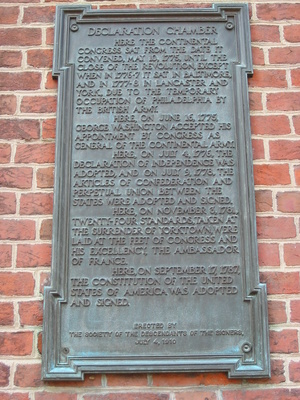 DECLARATION CHAMBER
HERE THE CONTINENTAL
CONGRESS SAT FROM THE DATE IT
CONVENED, MAY 10, 1775, UNTIL THE
CLOSE OF THE REVOLUTION, EXCEPT
WHEN IN 1776-7 IT SAT IN BALTIMORE,
AND IN 1777-8 IN LANCASTER AND
YORK, DUE TO THE TEMPORARY
OCCUPATION OF PHILADELPHIA BY
THE BRITISH ARMY.
HERE, ON JUNE 16, 1775,
GEORGE WASHINGTON ACCEPTED HIS
APPOINTMENT BY CONGRESS AS
GENERAL OF THE CONTINENTAL ARMY.
HERE, ON JULY 4, 1776, THE
DECLARATION OF INDEPENDENCE WAS
ADOPTED, AND ON JULY 9, 1778, THE
ARTICLES OF CONFEDERATION AND
PERPETUAL UNION BETWEEN THE
STATES WERE ADOPTED AND SIGNED.
HERE, ON NOVEMBER 3, 1781,
TWENTY-FOUR STANDARDS TAKEN AT
THE SURRENDER OF YORKTOWN WERE
LAID AT THE FEET OF CONGRESS AND
HIS EXCELLENCY, THE AMBASSADOR
OF FRANCE.
HERE, ON SEPTEMBER 17, 1787,
THE CONSTITUTION OF THE UNITED
STATES OF AMERICA WAS ADOPTED
AND SIGNED.
ERECTED BY
THE SOCIETY OF THE DESCENDANTS OF THE SIGNERS,
JULY 4,